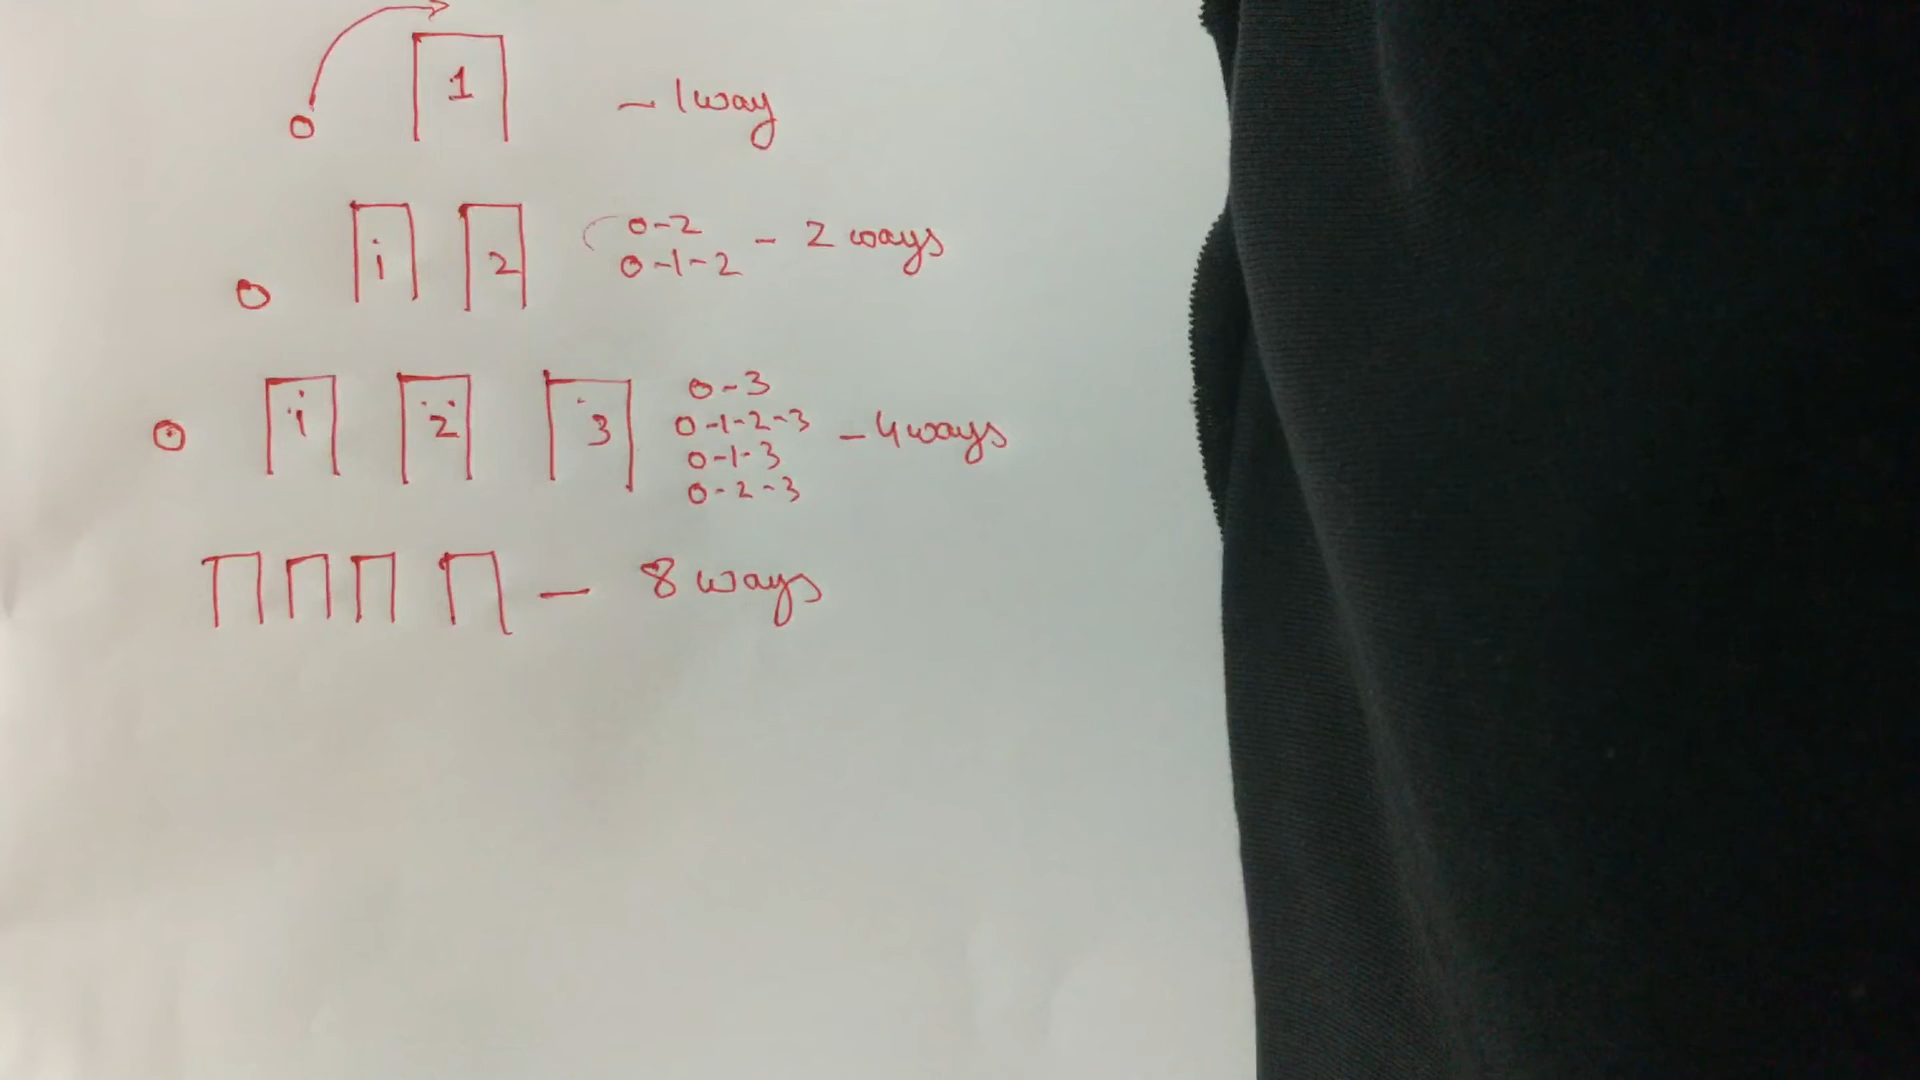 1 - 1 way
0
1 2 0-2 - 2 ways
0-1-2
0
1 2 3 0-3
0-1-2-3 - 4 ways
0 0-1-3
0-2-3
- 8 ways